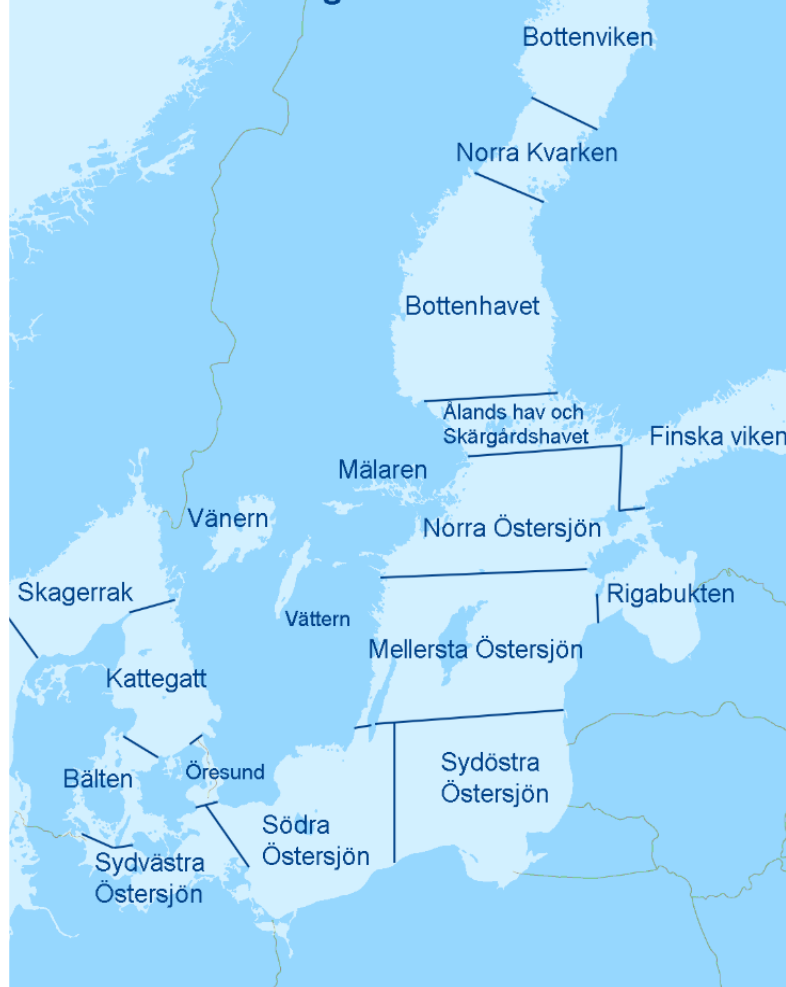 Bottenviken
Norra Kvarken
Bottenhavet
Ålands hav och
Skärgårdshavet
Finska viken
Mälaren
Vänern
Norra Östersjön
Skagerrak
Rigabukten
Vättern
Mellersta Östersjön
Kattegatt
Sydöstra
Östersjön
Öresund
Bälten
Södra
Östersjön
Sydvästra
Östersjön